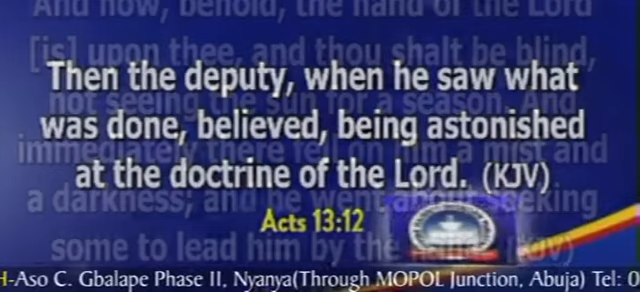 And now, behold, the hand of the Lord
[is] upon thee, and thou shalt be blind,
Then the deputy, when he saw what
not seeing the sun for a season. And
was done, believed, being astonished
immediately there fell on him a mist and
at the doctrine of the Lord. (KJV)
a darkness; and he went about seeking
Acts 13:12
some to lead him by the (KJV)
H-Aso C. Gbalape Phase II, Nyanya(Through MOPOL Junction, Abuja) Tel: 0